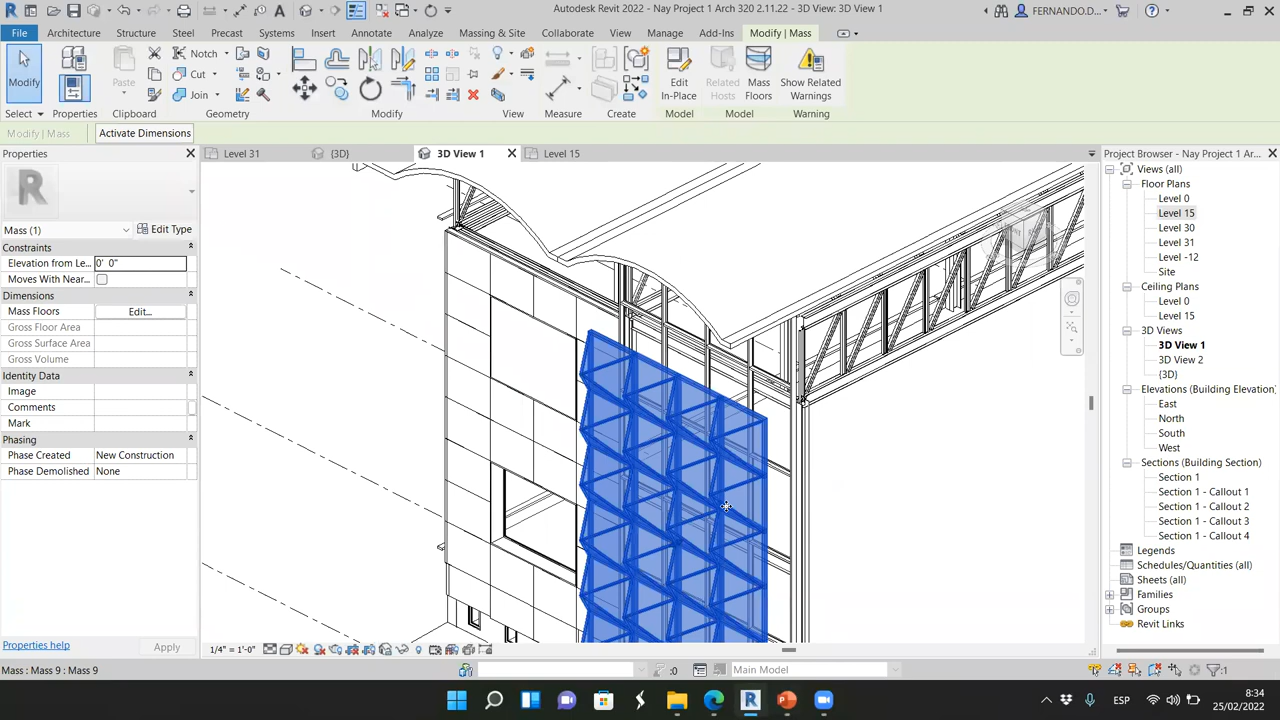 Autodesk Revit 2022 - Nay Project 1 Arch 320 2.11.22 - 3D View: 3D View 1
FERNANDO.D...
File
Architecture
Structure
Steel
Precast
Systems
Insert
Annotate
Analyze
Massing & Site
Collaborate
View
Manage
Add-Ins
Modify | Mass
Modify
Paste
Notch
Cut
Join
Edit
In-Place
Related
Hosts
Mass
Floors
Show Related
Warnings
Select
Properties
Clipboard
Geometry
Modify
View
Measure
Create
Model
Model
Warning
Modify | Mass
Activate Dimensions
Properties
Level 31
{3D}
3D View 1
Level 15
Project Browser - Nay Project 1 Ar...
Mass (1)
Edit Type
Constraints
Elevation from Le...
0' 0"
Moves With Near...
Dimensions
Mass Floors
Edit...
Gross Floor Area
Gross Surface Area
Gross Volume
Identity Data
Image
Comments
Mark
Phasing
Phase Created
New Construction
Phase Demolished
None
Properties help
Apply
Views (all)
Floor Plans
Level 0
Level 15
Level 30
Level 31
Level -12
Site
Ceiling Plans
Level 0
Level 15
3D Views
3D View 1
3D View 2
{3D}
Elevations (Building Elevation)
East
North
South
West
Sections (Building Section)
Section 1
Section 1 - Callout 1
Section 1 - Callout 2
Section 1 - Callout 3
Section 1 - Callout 4
Legends
Schedules/Quantities (all)
Sheets (all)
Families
Groups
Revit Links
1/4" = 1'-0"
Mass : Mass 9 : Mass 9
:0
Main Model
:1
ESP
8:34
25/02/2022